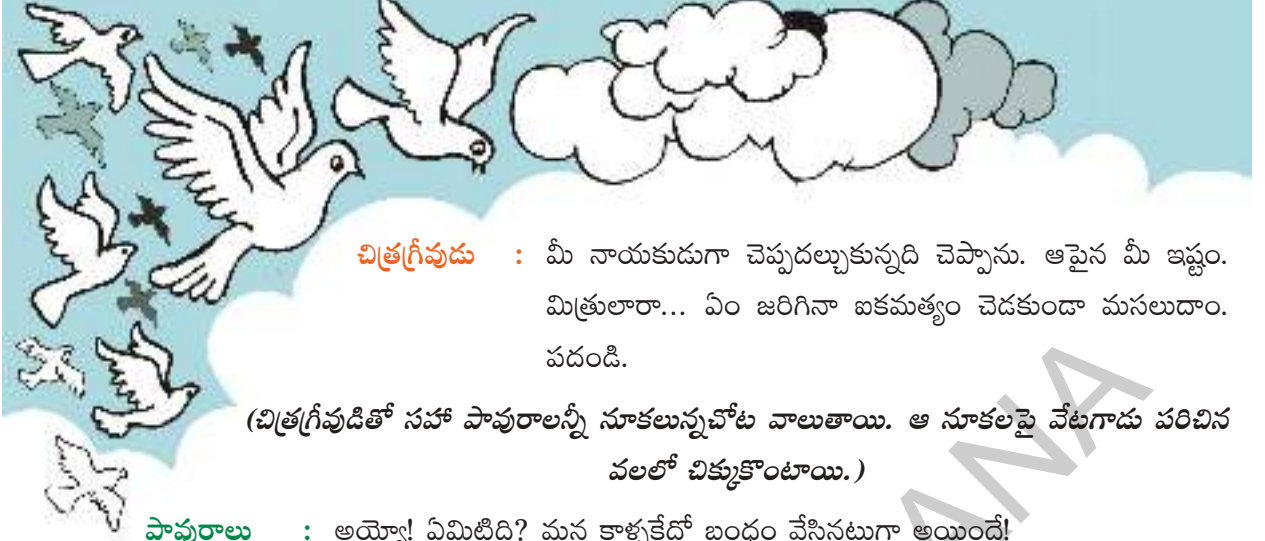 చిత్రగ్రీవుడు : మీ నాయకుడుగా చెప్పదల్చుకున్నది చెప్పాను. ఆపైన మీ ఇష్టం.
మిత్రులారా... ఏం జరిగినా ఐకమత్యం చెడకుండా మసలుదాం.
పదండి.
(చిత్రగ్రీవుడితో సహా పావురాలన్నీ నూకలున్నచోట వాలుతాయి. ఆ నూకలపై వేటగాడు పరిచిన
వలలో చిక్కుకొంటాయి.)
పావురాలు : అయ్యో! ఏమిటిది? మన కాళ్ళకేదో బంధం వేసినటుగా అయిందే!
ANA